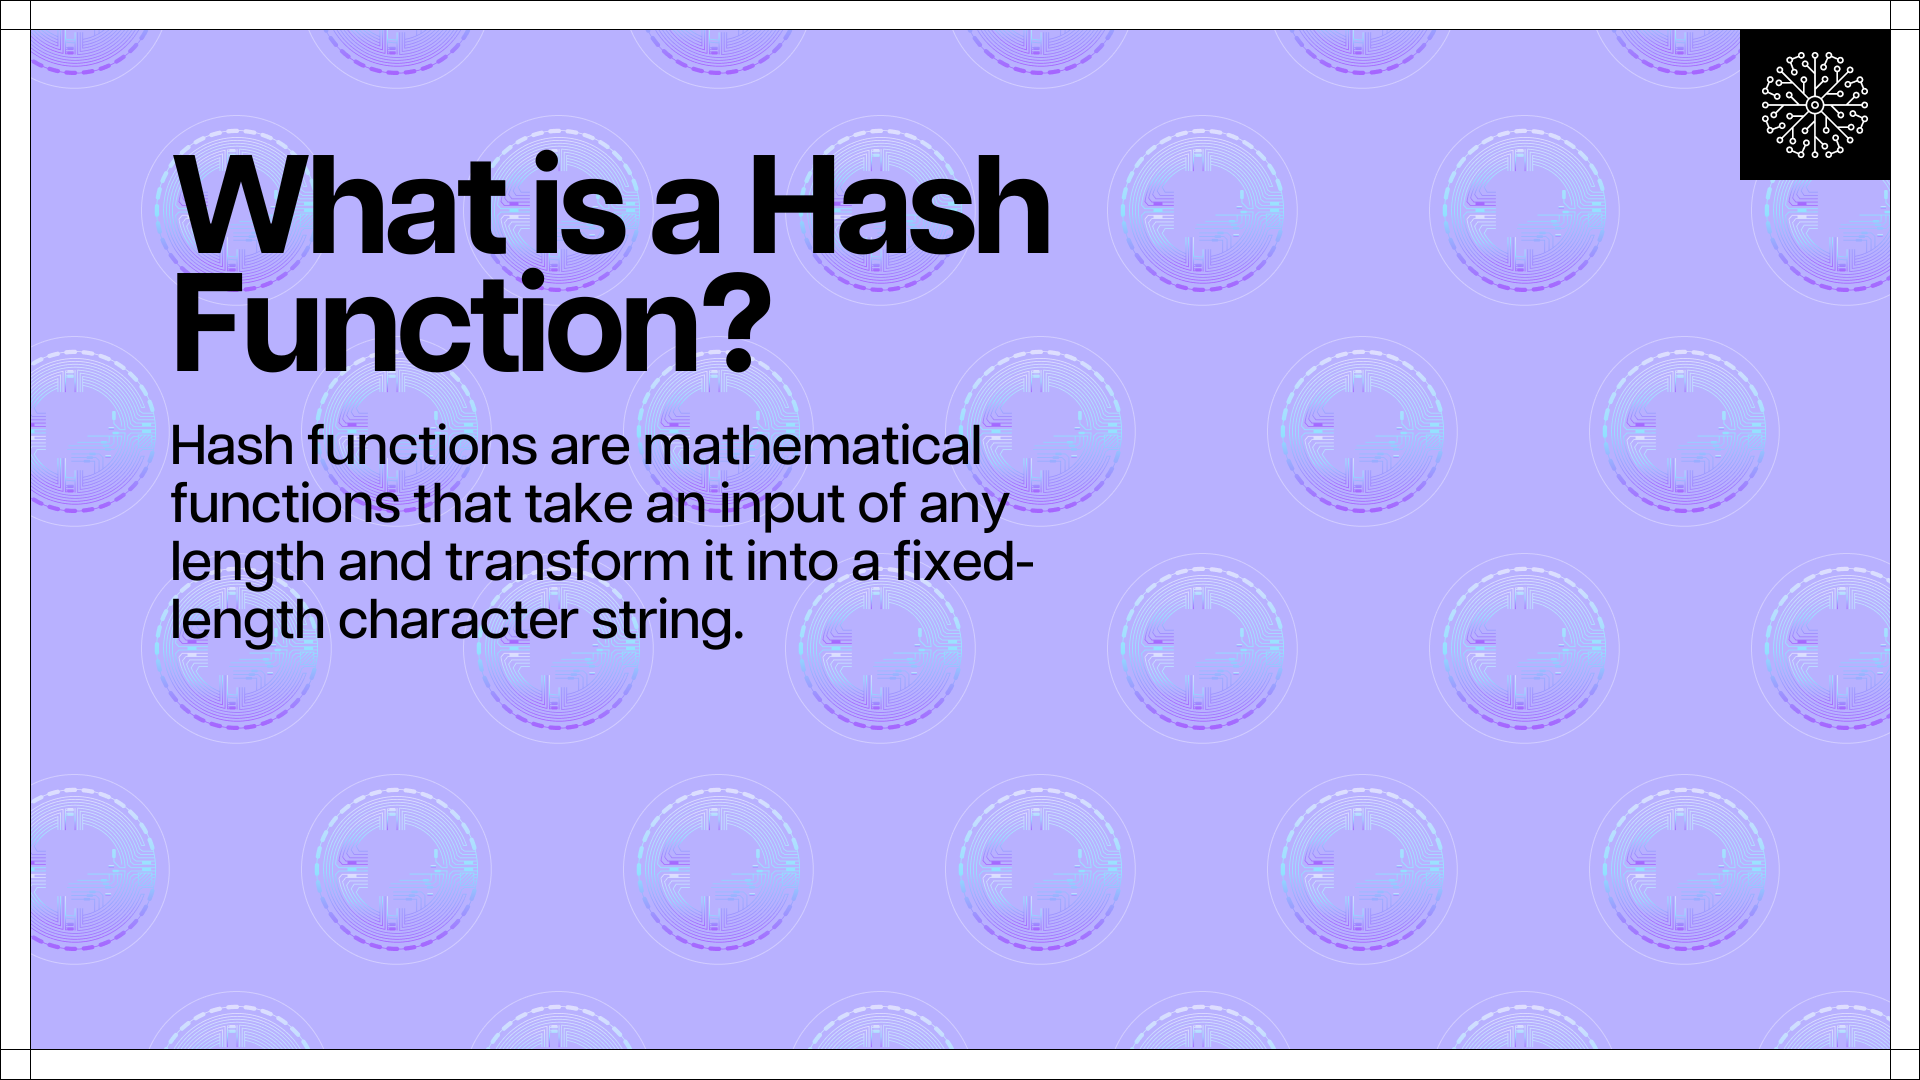 What is a Hash
Function?
Hash functions are mathematical
functions that take an input of any
length and transform it into a fixed-
length character string.